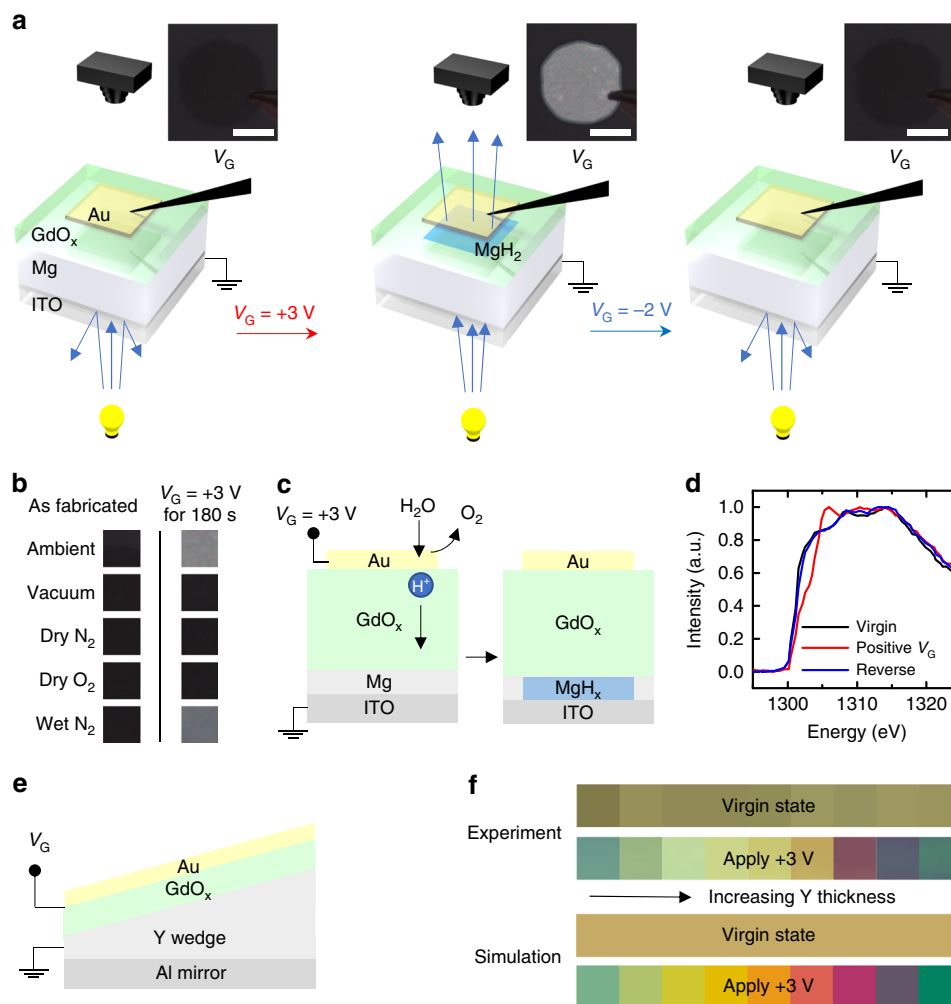 a
V_G
V_G
V_G
Au
GdO_x
Mg
ITO
MgH_2
V_G = +3 V
V_G = –2 V
b
As fabricated
V_G = +3 V
for 180 s
Ambient
Vacuum
Dry N_2
Dry O_2
Wet N_2
c
V_G = +3 V
H_2O
O_2
Au
H^+
GdO_x
Mg
ITO
Au
GdO_x
MgH_x
ITO
d
Intensity (a.u.)
1.0
0.8
0.6
0.4
0.2
0.0
Virgin
Positive V_G
Reverse
1300 1310 1320
Energy (eV)
e
V_G
Au
GdO_x
Y wedge
Al mirror
f
Experiment
Virgin state
Apply +3 V
Increasing Y thickness
Simulation
Virgin state
Apply +3 V